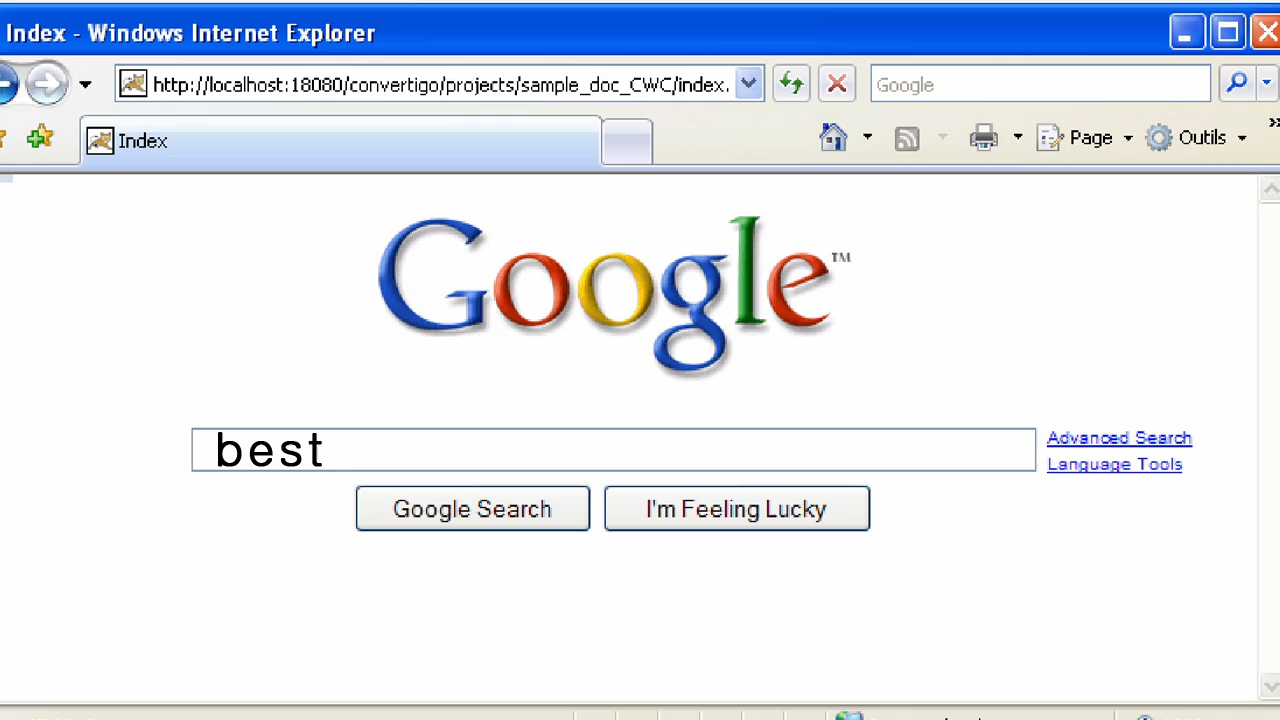 Index - Windows Internet Explorer
http://localhost:18080/convertigo/projects/sample_doc_CWC/index.
Google
Index
Page
Outils
Google™
best
Advanced Search
Language Tools
Google Search
I'm Feeling Lucky